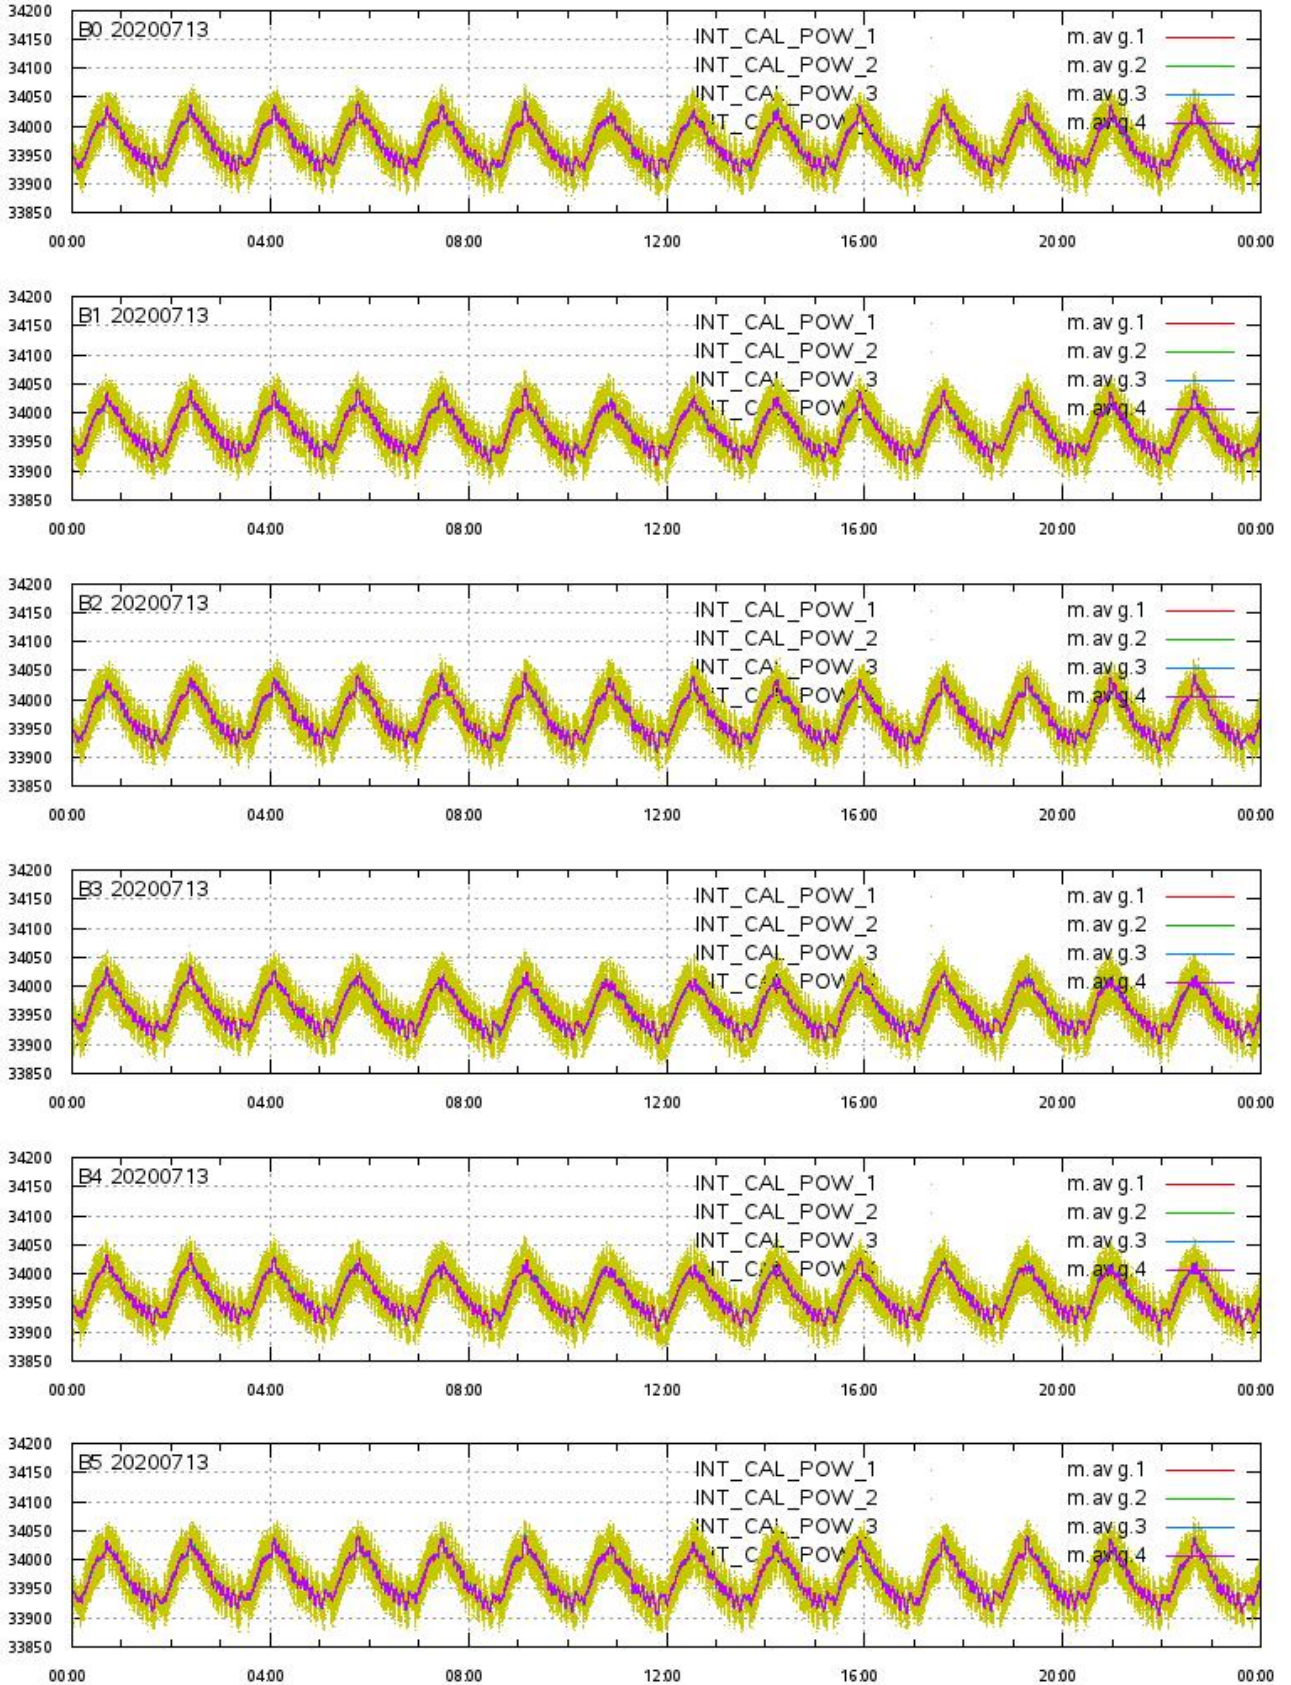 34200
B0 20200713
34150 INT_CAL_POW_1 m.avg.1
34100 INT_CAL_POW_2 m.avg.2
34050 INT_CAL_POW_3 m.avg.3
34000 m.avg.4
33950
33900
33850
00:00 04:00 08:00 12:00 16:00 20:00 00:00
34200
B1 20200713
34150 INT_CAL_POW_1 m.avg.1
34100 INT_CAL_POW_2 m.avg.2
34050 INT_CAL_POW_3 m.avg.3
34000 m.avg.4
33950
33900
33850
00:00 04:00 08:00 12:00 16:00 20:00 00:00
34200
B2 20200713
34150 INT_CAL_POW_1 m.avg.1
34100 INT_CAL_POW_2 m.avg.2
34050 INT_CAL_POW_3 m.avg.3
34000 m.avg.4
33950
33900
33850
00:00 04:00 08:00 12:00 16:00 20:00 00:00
34200
B3 20200713
34150 INT_CAL_POW_1 m.avg.1
34100 INT_CAL_POW_2 m.avg.2
34050 INT_CAL_POW_3 m.avg.3
34000 m.avg.4
33950
33900
33850
00:00 04:00 08:00 12:00 16:00 20:00 00:00
34200
B4 20200713
34150 INT_CAL_POW_1 m.avg.1
34100 INT_CAL_POW_2 m.avg.2
34050 INT_CAL_POW_3 m.avg.3
34000 m.avg.4
33950
33900
33850
00:00 04:00 08:00 12:00 16:00 20:00 00:00
34200
B5 20200713
34150 INT_CAL_POW_1 m.avg.1
34100 INT_CAL_POW_2 m.avg.2
34050 INT_CAL_POW_3 m.avg.3
34000 m.avg.4
33950
33900
33850
00:00 04:00 08:00 12:00 16:00 20:00 00:00